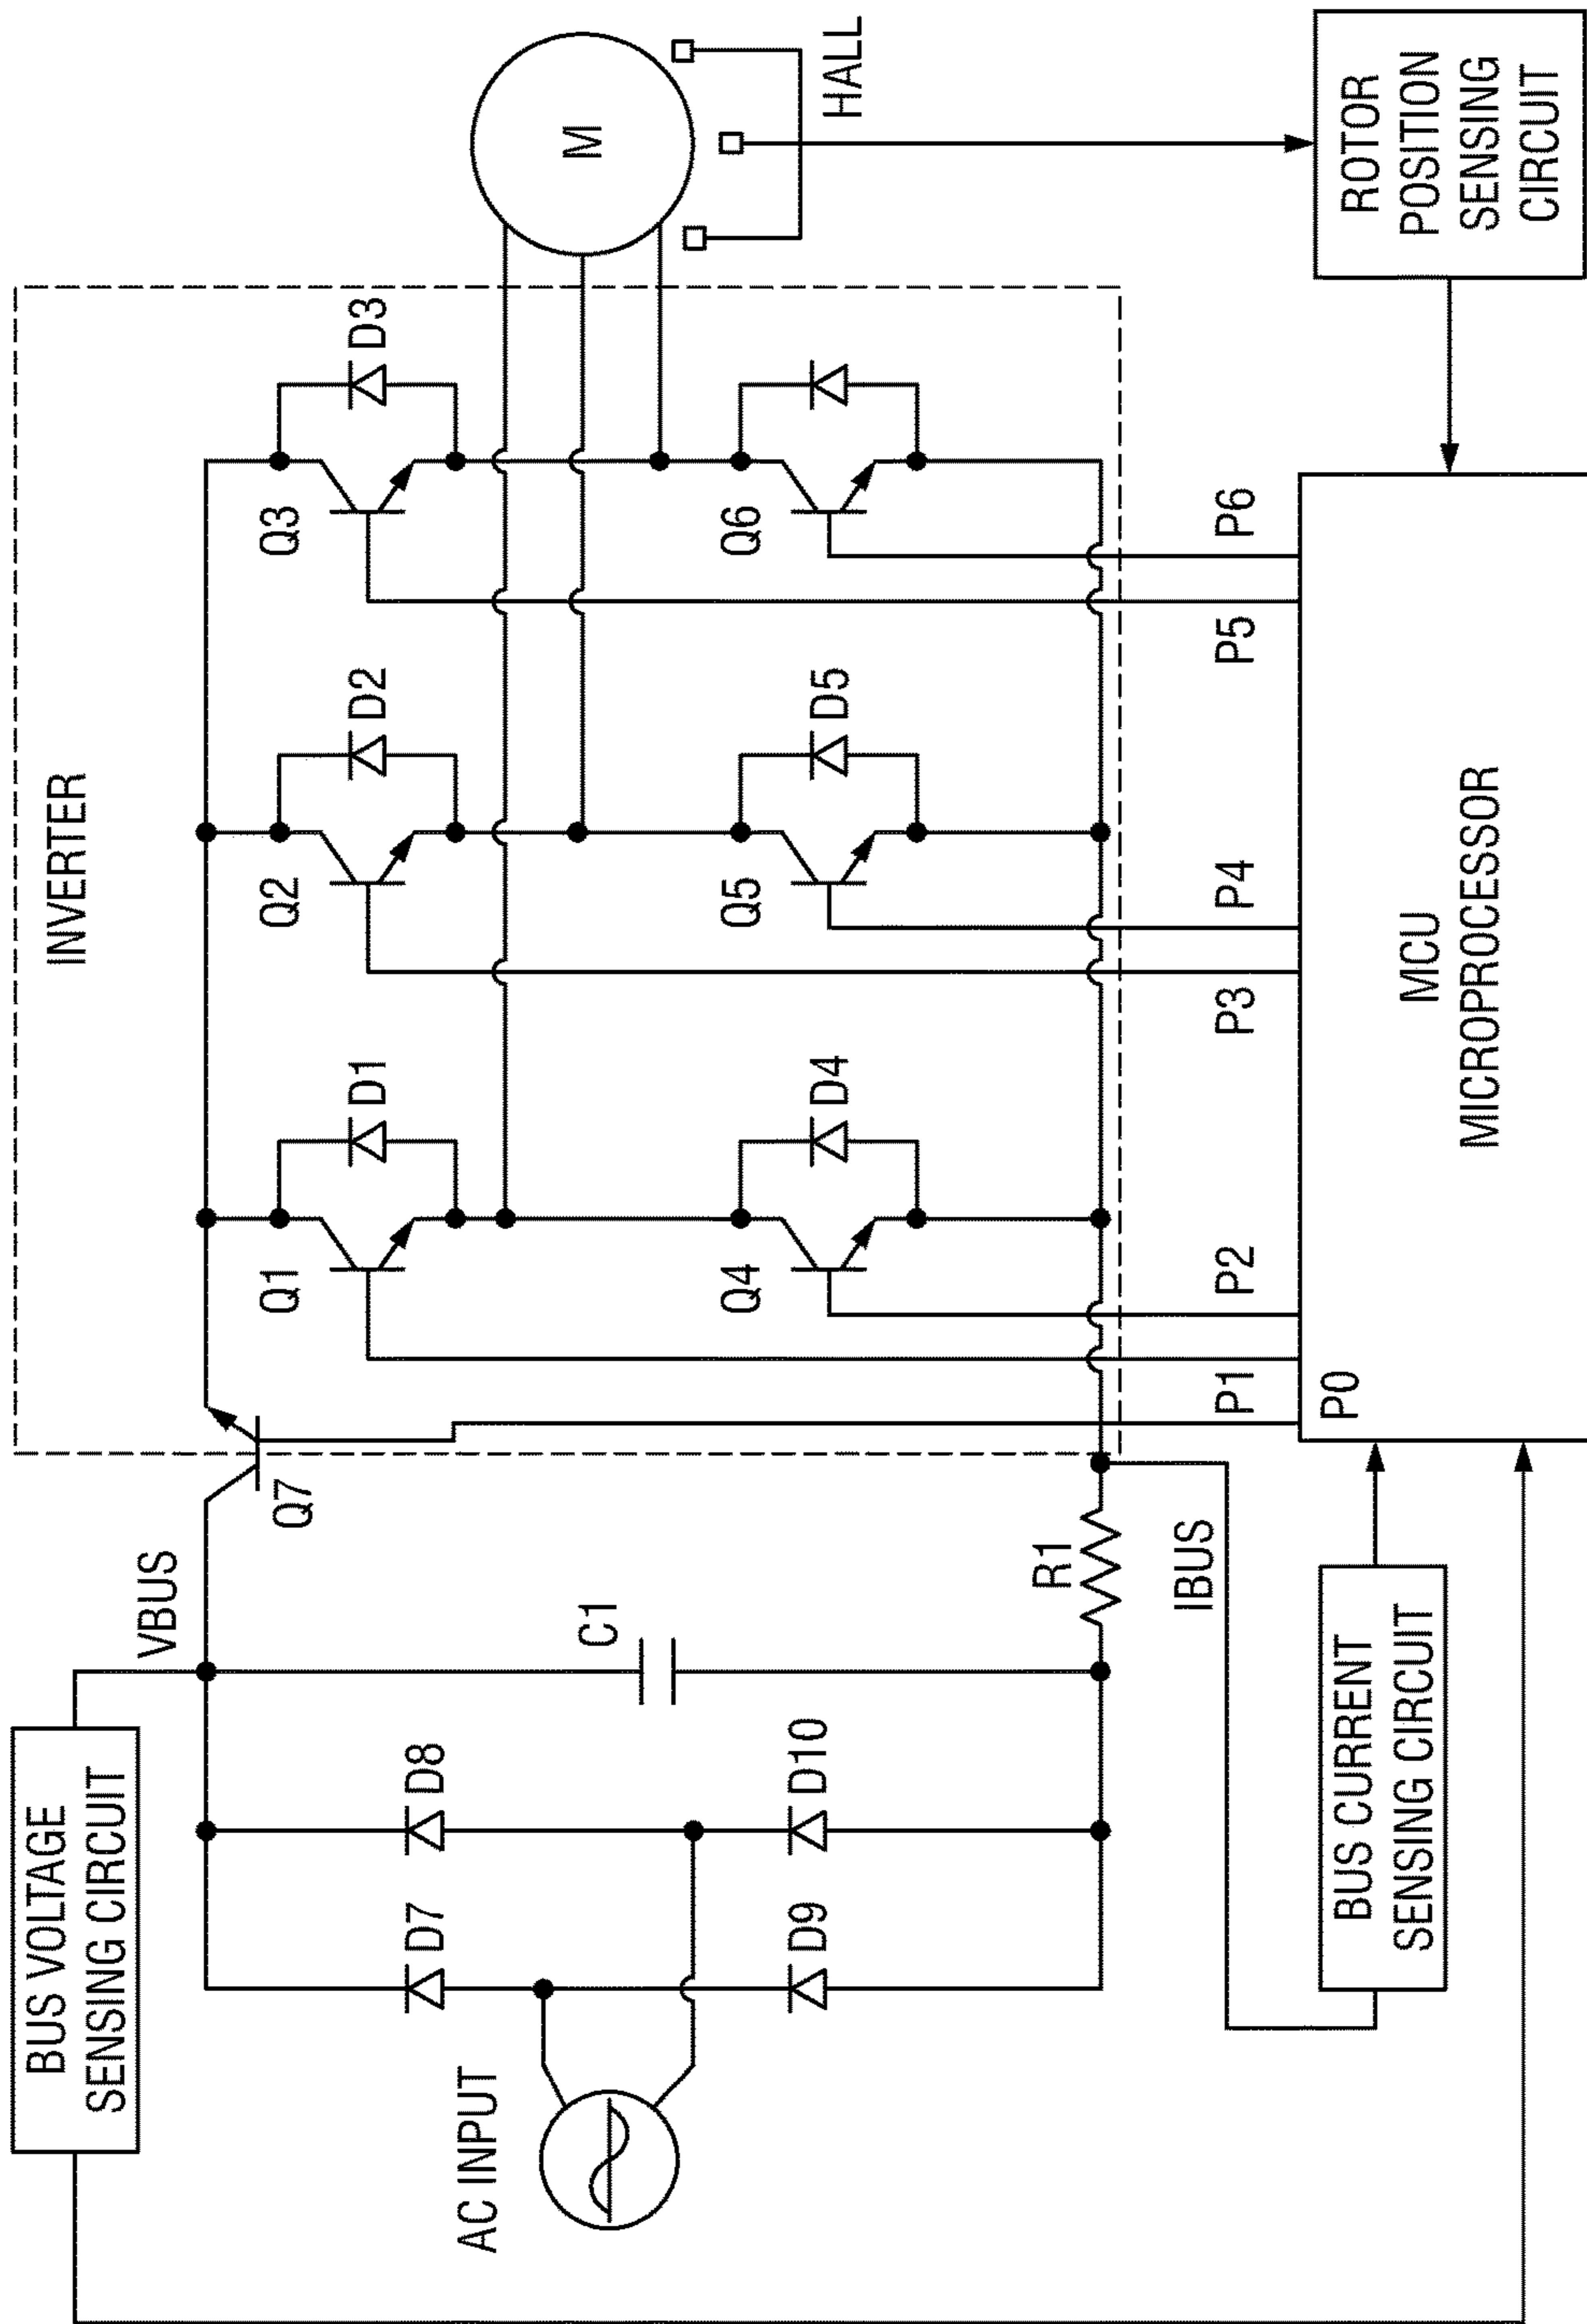 BUS VOLTAGE
SENSING CIRCUIT
VBUS
INVERTER
Q7
Q1
D1
Q2
D2
Q3
D3
D7
D8
C1
AC INPUT
M
HALL
D9
D10
Q4
D4
Q5
D5
Q6
R1
IBUS
P1
P2
P3
P4
P5
P6
P0
BUS CURRENT
SENSING CIRCUIT
MCU
MICROPROCESSOR
ROTOR
POSITION
SENSING
CIRCUIT